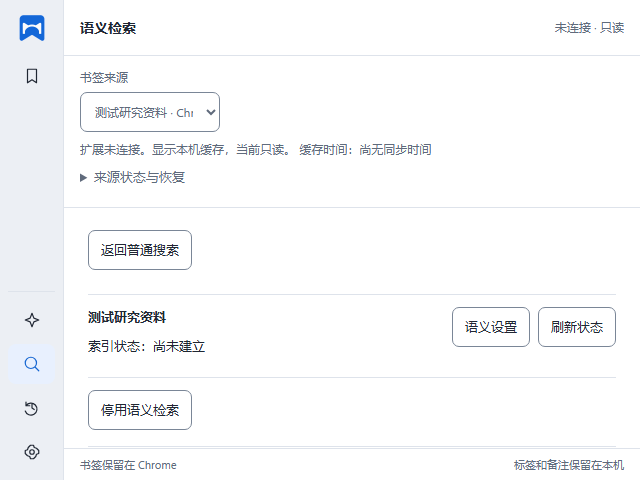 语义检索
未连接 · 只读
书签来源
测试研究资料 · Chr
扩展未连接。显示本机缓存，当前只读。 缓存时间：尚无同步时间
来源状态与恢复
返回普通搜索
测试研究资料
语义设置
刷新状态
索引状态：尚未建立
停用语义检索
书签保留在 Chrome
标签和备注保留在本机